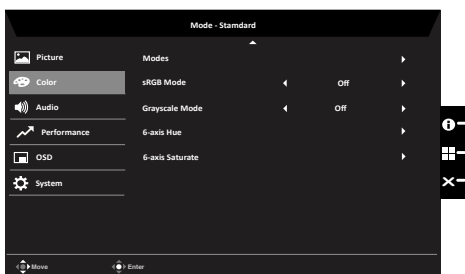 Mode - Standard
Picture
Modes
Color
sRGB Mode
Off
Audio
Grayscale Mode
Off
Performance
6-axis Hue
OSD
6-axis Saturate
System
Move
Enter